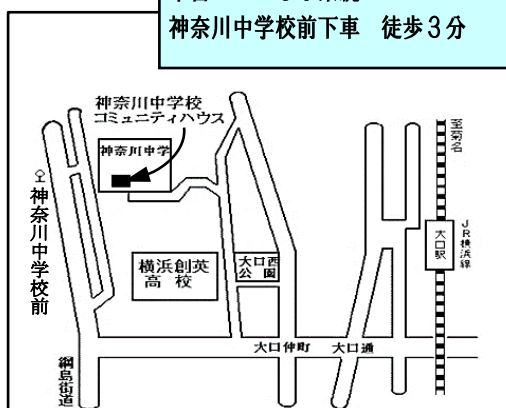 神奈川中学校前下車　徒歩３分
神奈川中学校
コミュニティハウス
神奈川中学
神奈川中学校前
横浜創英
高　校
大口西
公園
至菊名
ＪＲ横浜線
大口駅
大口仲町
大口通
綱島街道